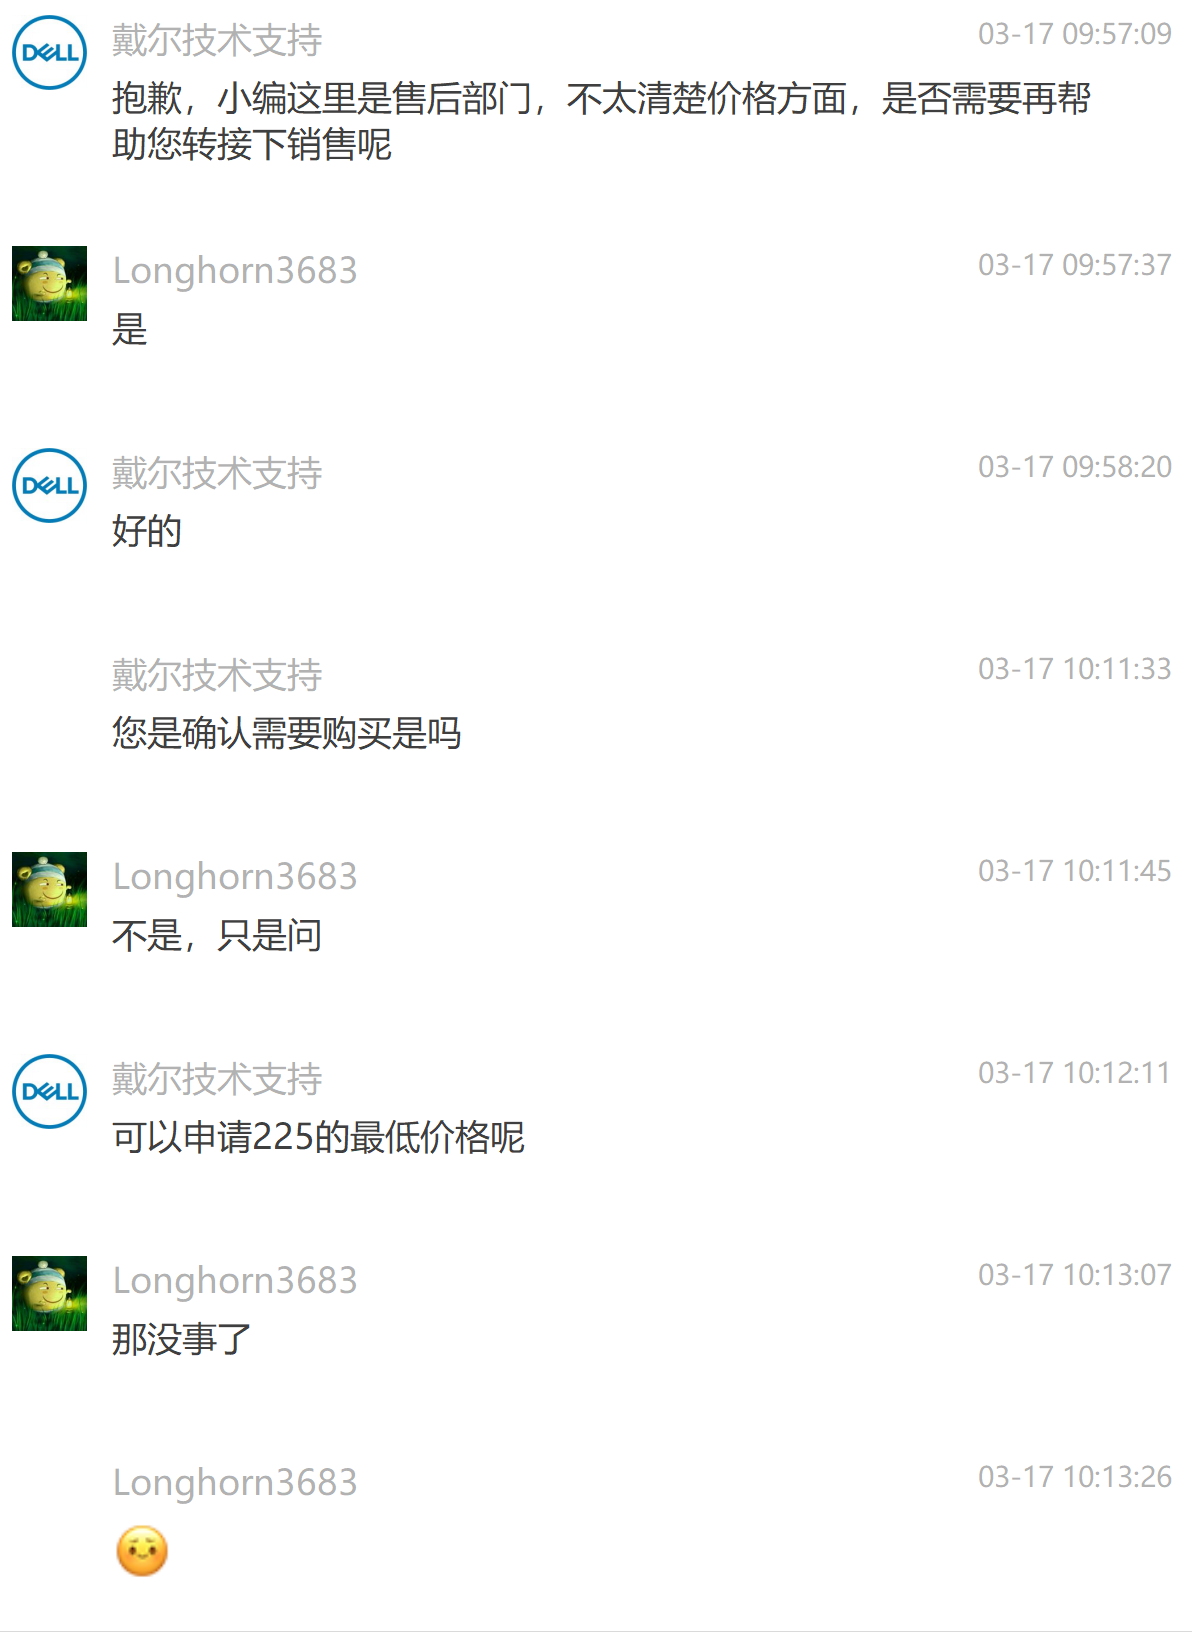 DELL
戴尔技术支持
03-17 09:57:09
抱歉，小编这里是售后部门，不太清楚价格方面，是否需要再帮
助您转接下销售呢
Longhorn3683
03-17 09:57:37
是
DELL
戴尔技术支持
03-17 09:58:20
好的
戴尔技术支持
03-17 10:11:33
您是确认需要购买是吗
Longhorn3683
03-17 10:11:45
不是，只是问
DELL
戴尔技术支持
03-17 10:12:11
可以申请225的最低价格呢
Longhorn3683
03-17 10:13:07
那没事了
Longhorn3683
03-17 10:13:26